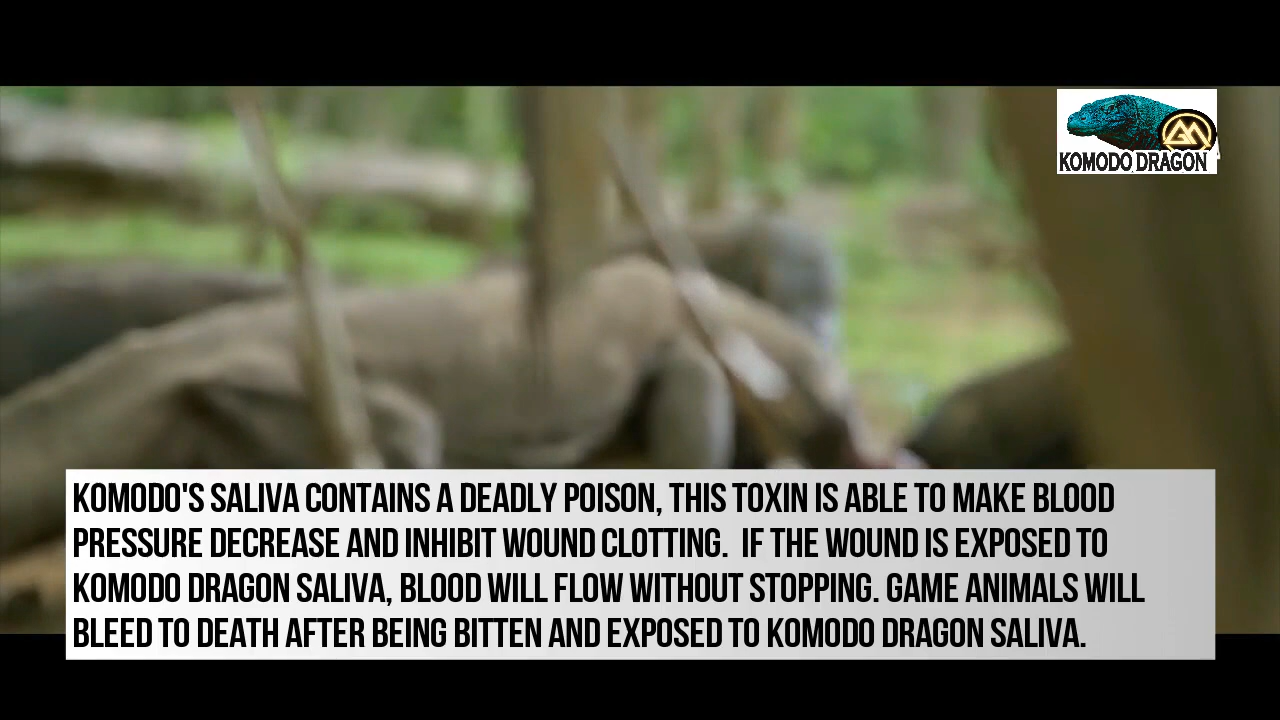 KOMODO DRAGON
KOMODO'S SALIVA CONTAINS A DEADLY POISON, THIS TOXIN IS ABLE TO MAKE BLOOD
PRESSURE DECREASE AND INHIBIT WOUND CLOTTING. IF THE WOUND IS EXPOSED TO
KOMODO DRAGON SALIVA, BLOOD WILL FLOW WITHOUT STOPPING. GAME ANIMALS WILL
BLEED TO DEATH AFTER BEING BITTEN AND EXPOSED TO KOMODO DRAGON SALIVA.